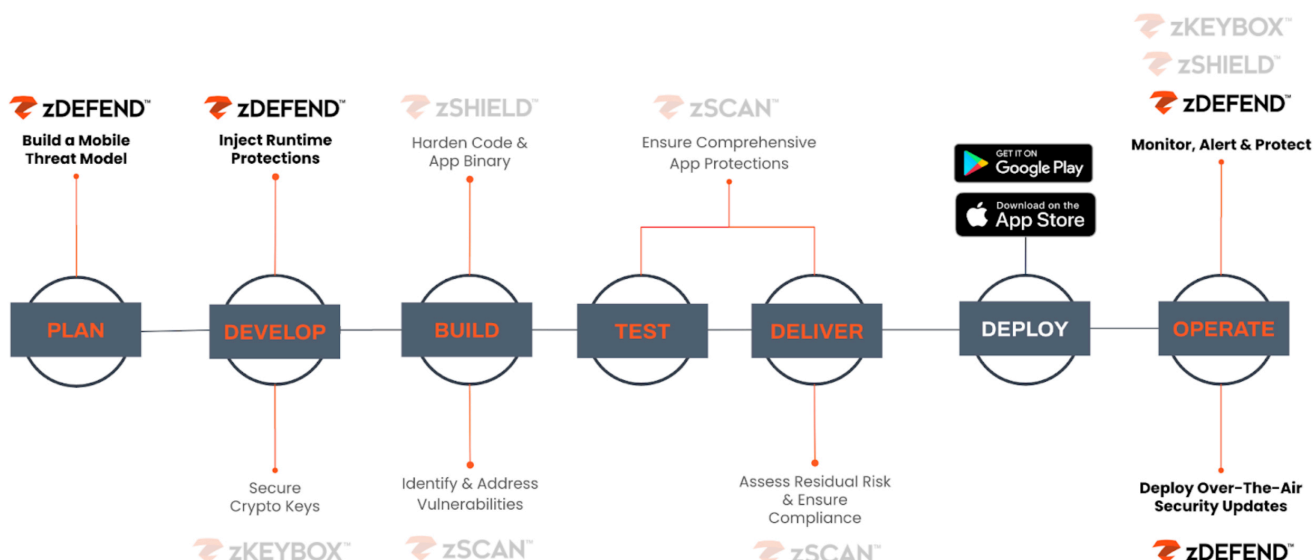 zKEYBOX™
zSHIELD™
zDEFEND™
zDEFEND™
zSHIELD™
zSCAN™
zDEFEND™
Build a Mobile
Threat Model
Inject Runtime
Protections
Harden Code &
App Binary
Ensure Comprehensive
App Protections
GET IT ON
Google Play
Download on the
App Store
Monitor, Alert & Protect
PLAN
DEVELOP
BUILD
TEST
DELIVER
DEPLOY
OPERATE
Secure
Crypto Keys
zKEYBOX™
Identify & Address
Vulnerabilities
zSCAN™
Assess Residual Risk
& Ensure
Compliance
zSCAN™
Deploy Over-The-Air
Security Updates
zDEFEND™